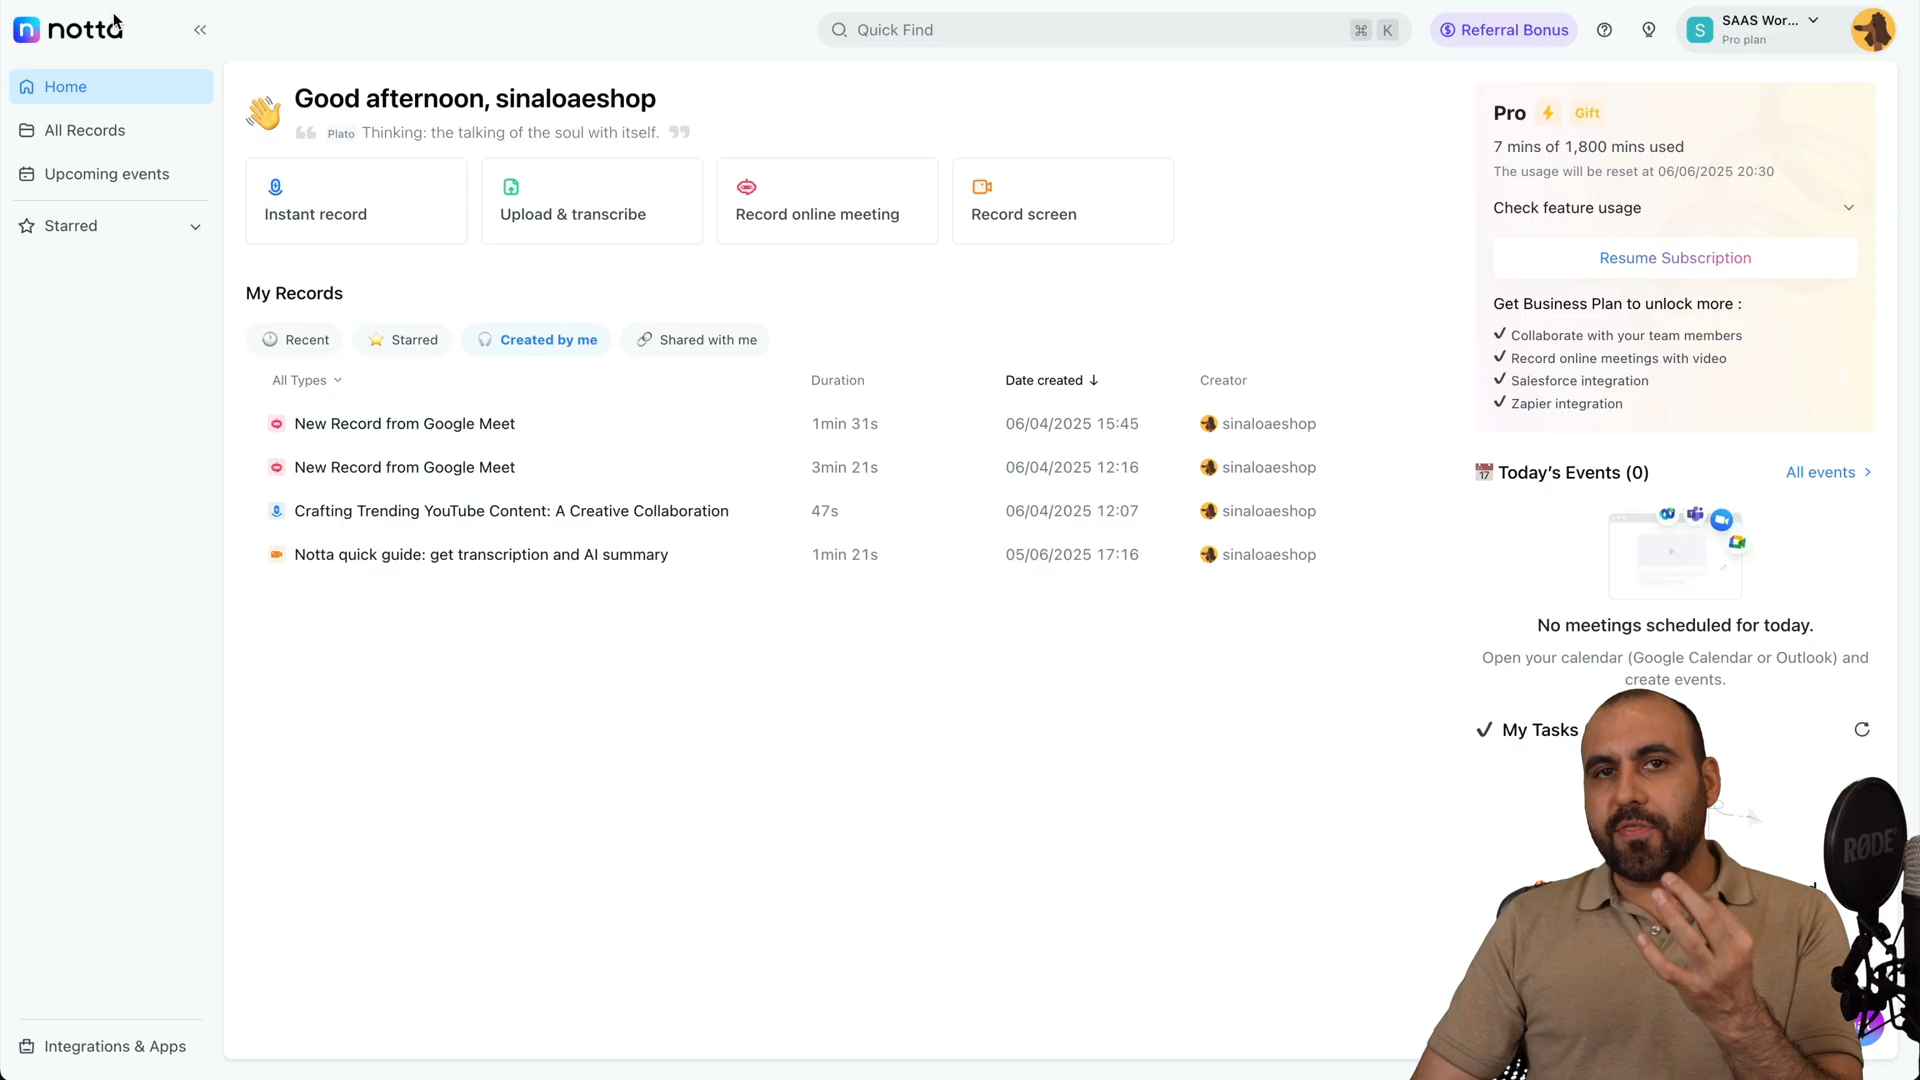 notta
Quick Find
⌘ K
Referral Bonus
S
SAAS Wor...
Pro plan
Home
All Records
Upcoming events
Starred
Integrations & Apps
Good afternoon, sinaloaeshop
Plato Thinking: the talking of the soul with itself.
Instant record
Upload & transcribe
Record online meeting
Record screen
My Records
Recent
Starred
Created by me
Shared with me
All Types Duration Date created ↓ Creator
New Record from Google Meet 1min 31s 06/04/2025 15:45 sinaloaeshop
New Record from Google Meet 3min 21s 06/04/2025 12:16 sinaloaeshop
Crafting Trending YouTube Content: A Creative Collaboration 47s 06/04/2025 12:07 sinaloaeshop
Notta quick guide: get transcription and AI summary 1min 21s 05/06/2025 17:16 sinaloaeshop
Pro Gift
7 mins of 1,800 mins used
The usage will be reset at 06/06/2025 20:30
Check feature usage
Resume Subscription
Get Business Plan to unlock more :
Collaborate with your team members
Record online meetings with video
Salesforce integration
Zapier integration
17 Today's Events (0) All events >
No meetings scheduled for today.
Open your calendar (Google Calendar or Outlook) and
create events.
My Tasks
RØDE